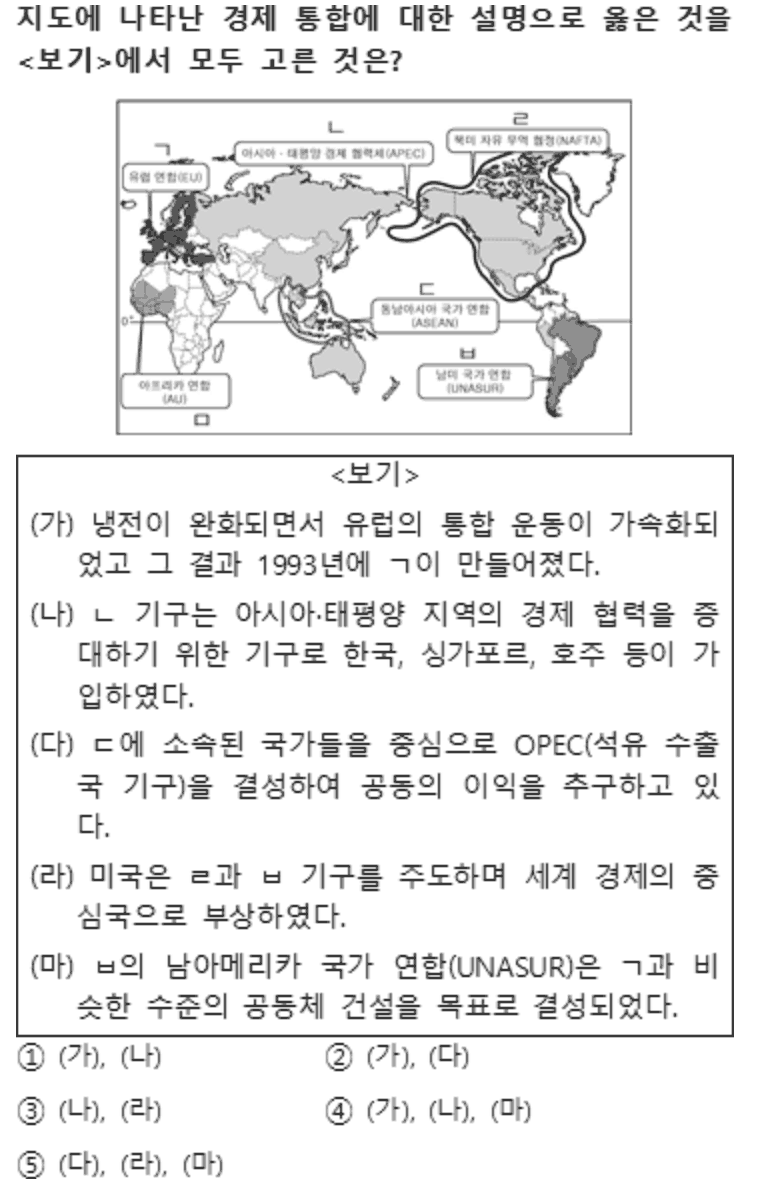 지도에 나타난 경제 통합에 대한 설명으로 옳은 것을
<보기>에서 모두 고른 것은?
ㄱ
ㄴ
ㄹ
유럽 연합(EU)
아시아·태평양 경제 협력체(APEC)
북미 자유 무역 협정(NAFTA)
ㄷ
동남아시아 국가 연합
(ASEAN)
0°
ㅂ
남미 국가 연합
(UNASUR)
아프리카 연합
(AU)
ㅁ
<보기>
(가) 냉전이 완화되면서 유럽의 통합 운동이 가속화되
었고 그 결과 1993년에 ㄱ이 만들어졌다.
(나) ㄴ 기구는 아시아·태평양 지역의 경제 협력을 증
대하기 위한 기구로 한국, 싱가포르, 호주 등이 가
입하였다.
(다) ㄷ에 소속된 국가들을 중심으로 OPEC(석유 수출
국 기구)을 결성하여 공동의 이익을 추구하고 있
다.
(라) 미국은 ㄹ과 ㅂ 기구를 주도하며 세계 경제의 중
심국으로 부상하였다.
(마) ㅂ의 남아메리카 국가 연합(UNASUR)은 ㄱ과 비
슷한 수준의 공동체 건설을 목표로 결성되었다.
① (가), (나) ② (가), (다)
③ (나), (라) ④ (가), (나), (마)
⑤ (다), (라), (마)